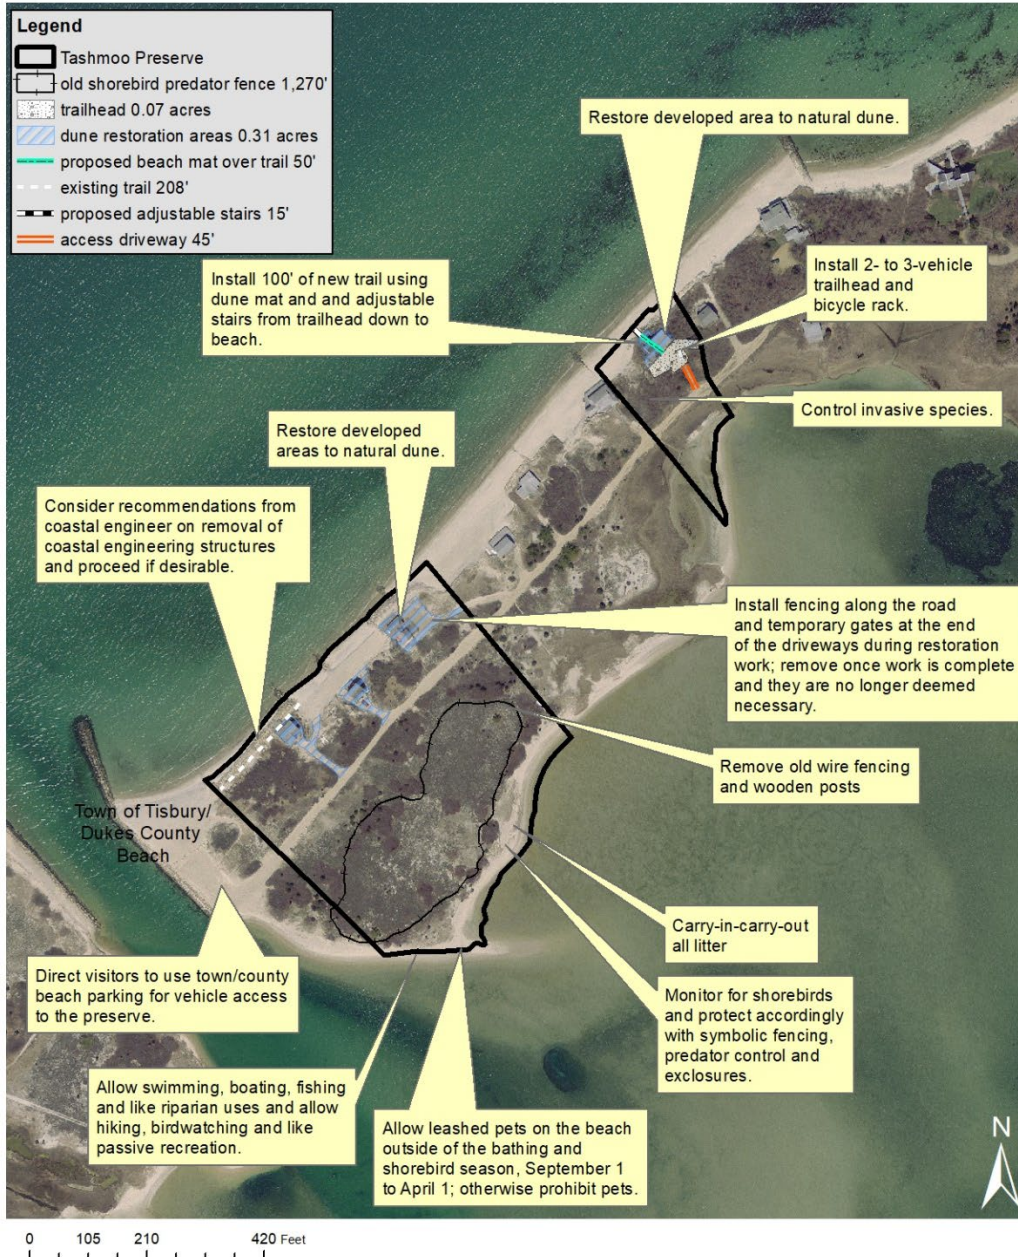 Legend
Tashmoo Preserve
old shorebird predator fence 1,270'
trailhead 0.07 acres
dune restoration areas 0.31 acres
proposed beach mat over trail 50'
existing trail 208'
proposed adjustable stairs 15'
access driveway 45'
Restore developed area to natural dune.
Install 100' of new trail using
dune mat and and adjustable
stairs from trailhead down to
beach.
Install 2- to 3-vehicle
trailhead and
bicycle rack.
Control invasive species.
Restore developed
areas to natural dune.
Consider recommendations from
coastal engineer on removal of
coastal engineering structures
and proceed if desirable.
Install fencing along the road
and temporary gates at the end
of the driveways during restoration
work; remove once work is complete
and they are no longer deemed
necessary.
Remove old wire fencing
and wooden posts
Town of Tisbury/
Dukes County
Beach
Carry-in-carry-out
all litter
Direct visitors to use town/county
beach parking for vehicle access
to the preserve.
Monitor for shorebirds
and protect accordingly
with symbolic fencing,
predator control and
exclosures.
Allow swimming, boating, fishing
and like riparian uses and allow
hiking, birdwatching and like
passive recreation.
Allow leashed pets on the beach
outside of the bathing and
shorebird season, September 1
to April 1; otherwise prohibit pets.
N
0 105 210 420 Feet